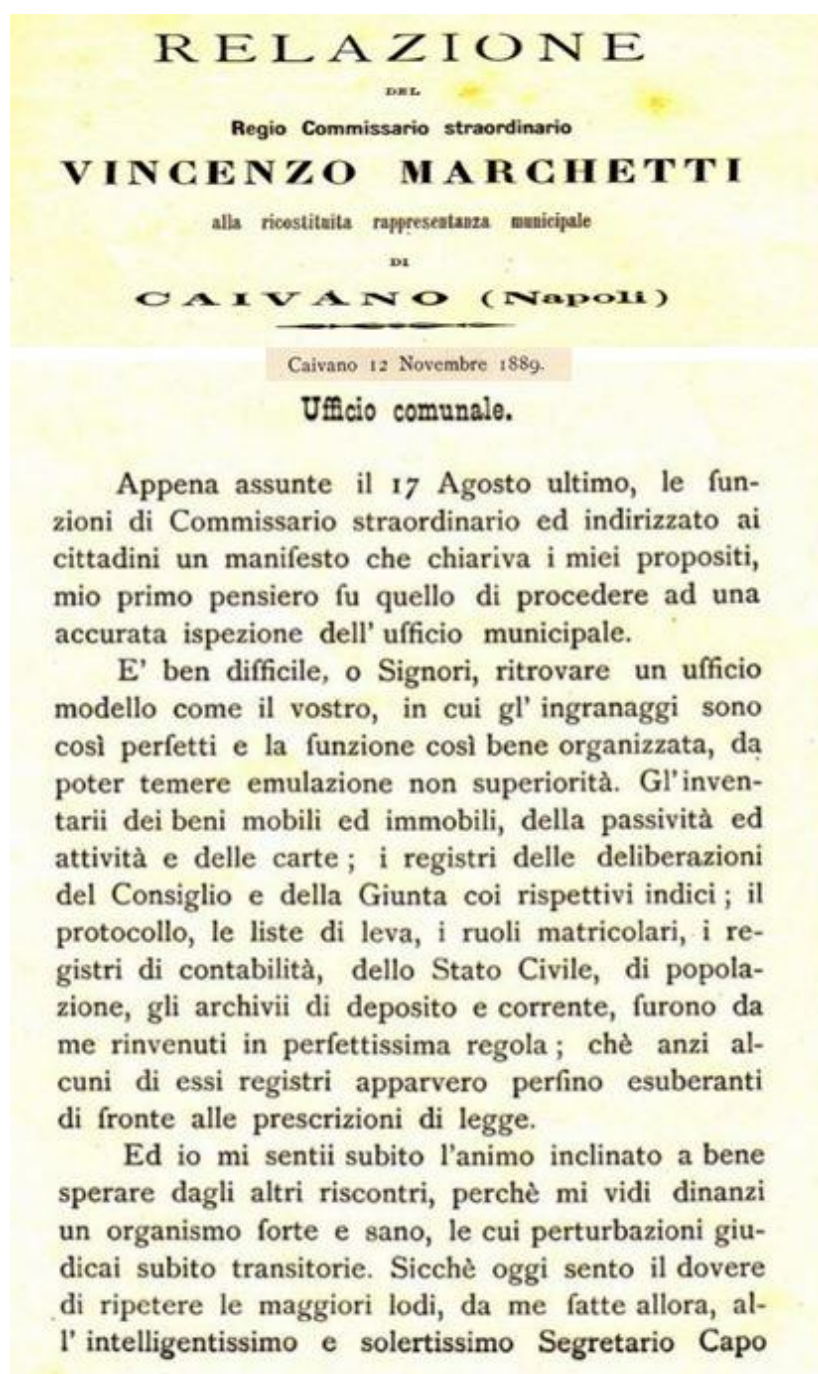 RELAZIONE
DEL
Regio Commissario straordinario
VINCENZO MARCHETTI
alla ricostituita rappresentanza municipale
DI
CAIVANO (Napoli)
Caivano 12 Novembre 1889.
Ufficio comunale.
Appena assunte il 17 Agosto ultimo, le fun-
zioni di Commissario straordinario ed indirizzato ai
cittadini un manifesto che chiariva i miei propositi,
mio primo pensiero fu quello di procedere ad una
accurata ispezione dell' ufficio municipale.
E' ben difficile, o Signori, ritrovare un ufficio
modello come il vostro, in cui gl' ingranaggi sono
così perfetti e la funzione così bene organizzata, da
poter temere emulazione non superiorità. Gl'inven-
tarii dei beni mobili ed immobili, della passività ed
attività e delle carte ; i registri delle deliberazioni
del Consiglio e della Giunta coi rispettivi indici ; il
protocollo, le liste di leva, i ruoli matricolari, i re-
gistri di contabilità, dello Stato Civile, di popola-
zione, gli archivii di deposito e corrente, furono da
me rinvenuti in perfettissima regola ; chè anzi al-
cuni di essi registri apparvero perfino esuberanti
di fronte alle prescrizioni di legge.
Ed io mi sentii subito l'animo inclinato a bene
sperare dagli altri riscontri, perchè mi vidi dinanzi
un organismo forte e sano, le cui perturbazioni giu-
dicai subito transitorie. Sicchè oggi sento il dovere
di ripetere le maggiori lodi, da me fatte allora, al-
l' intelligentissimo e solertissimo Segretario Capo